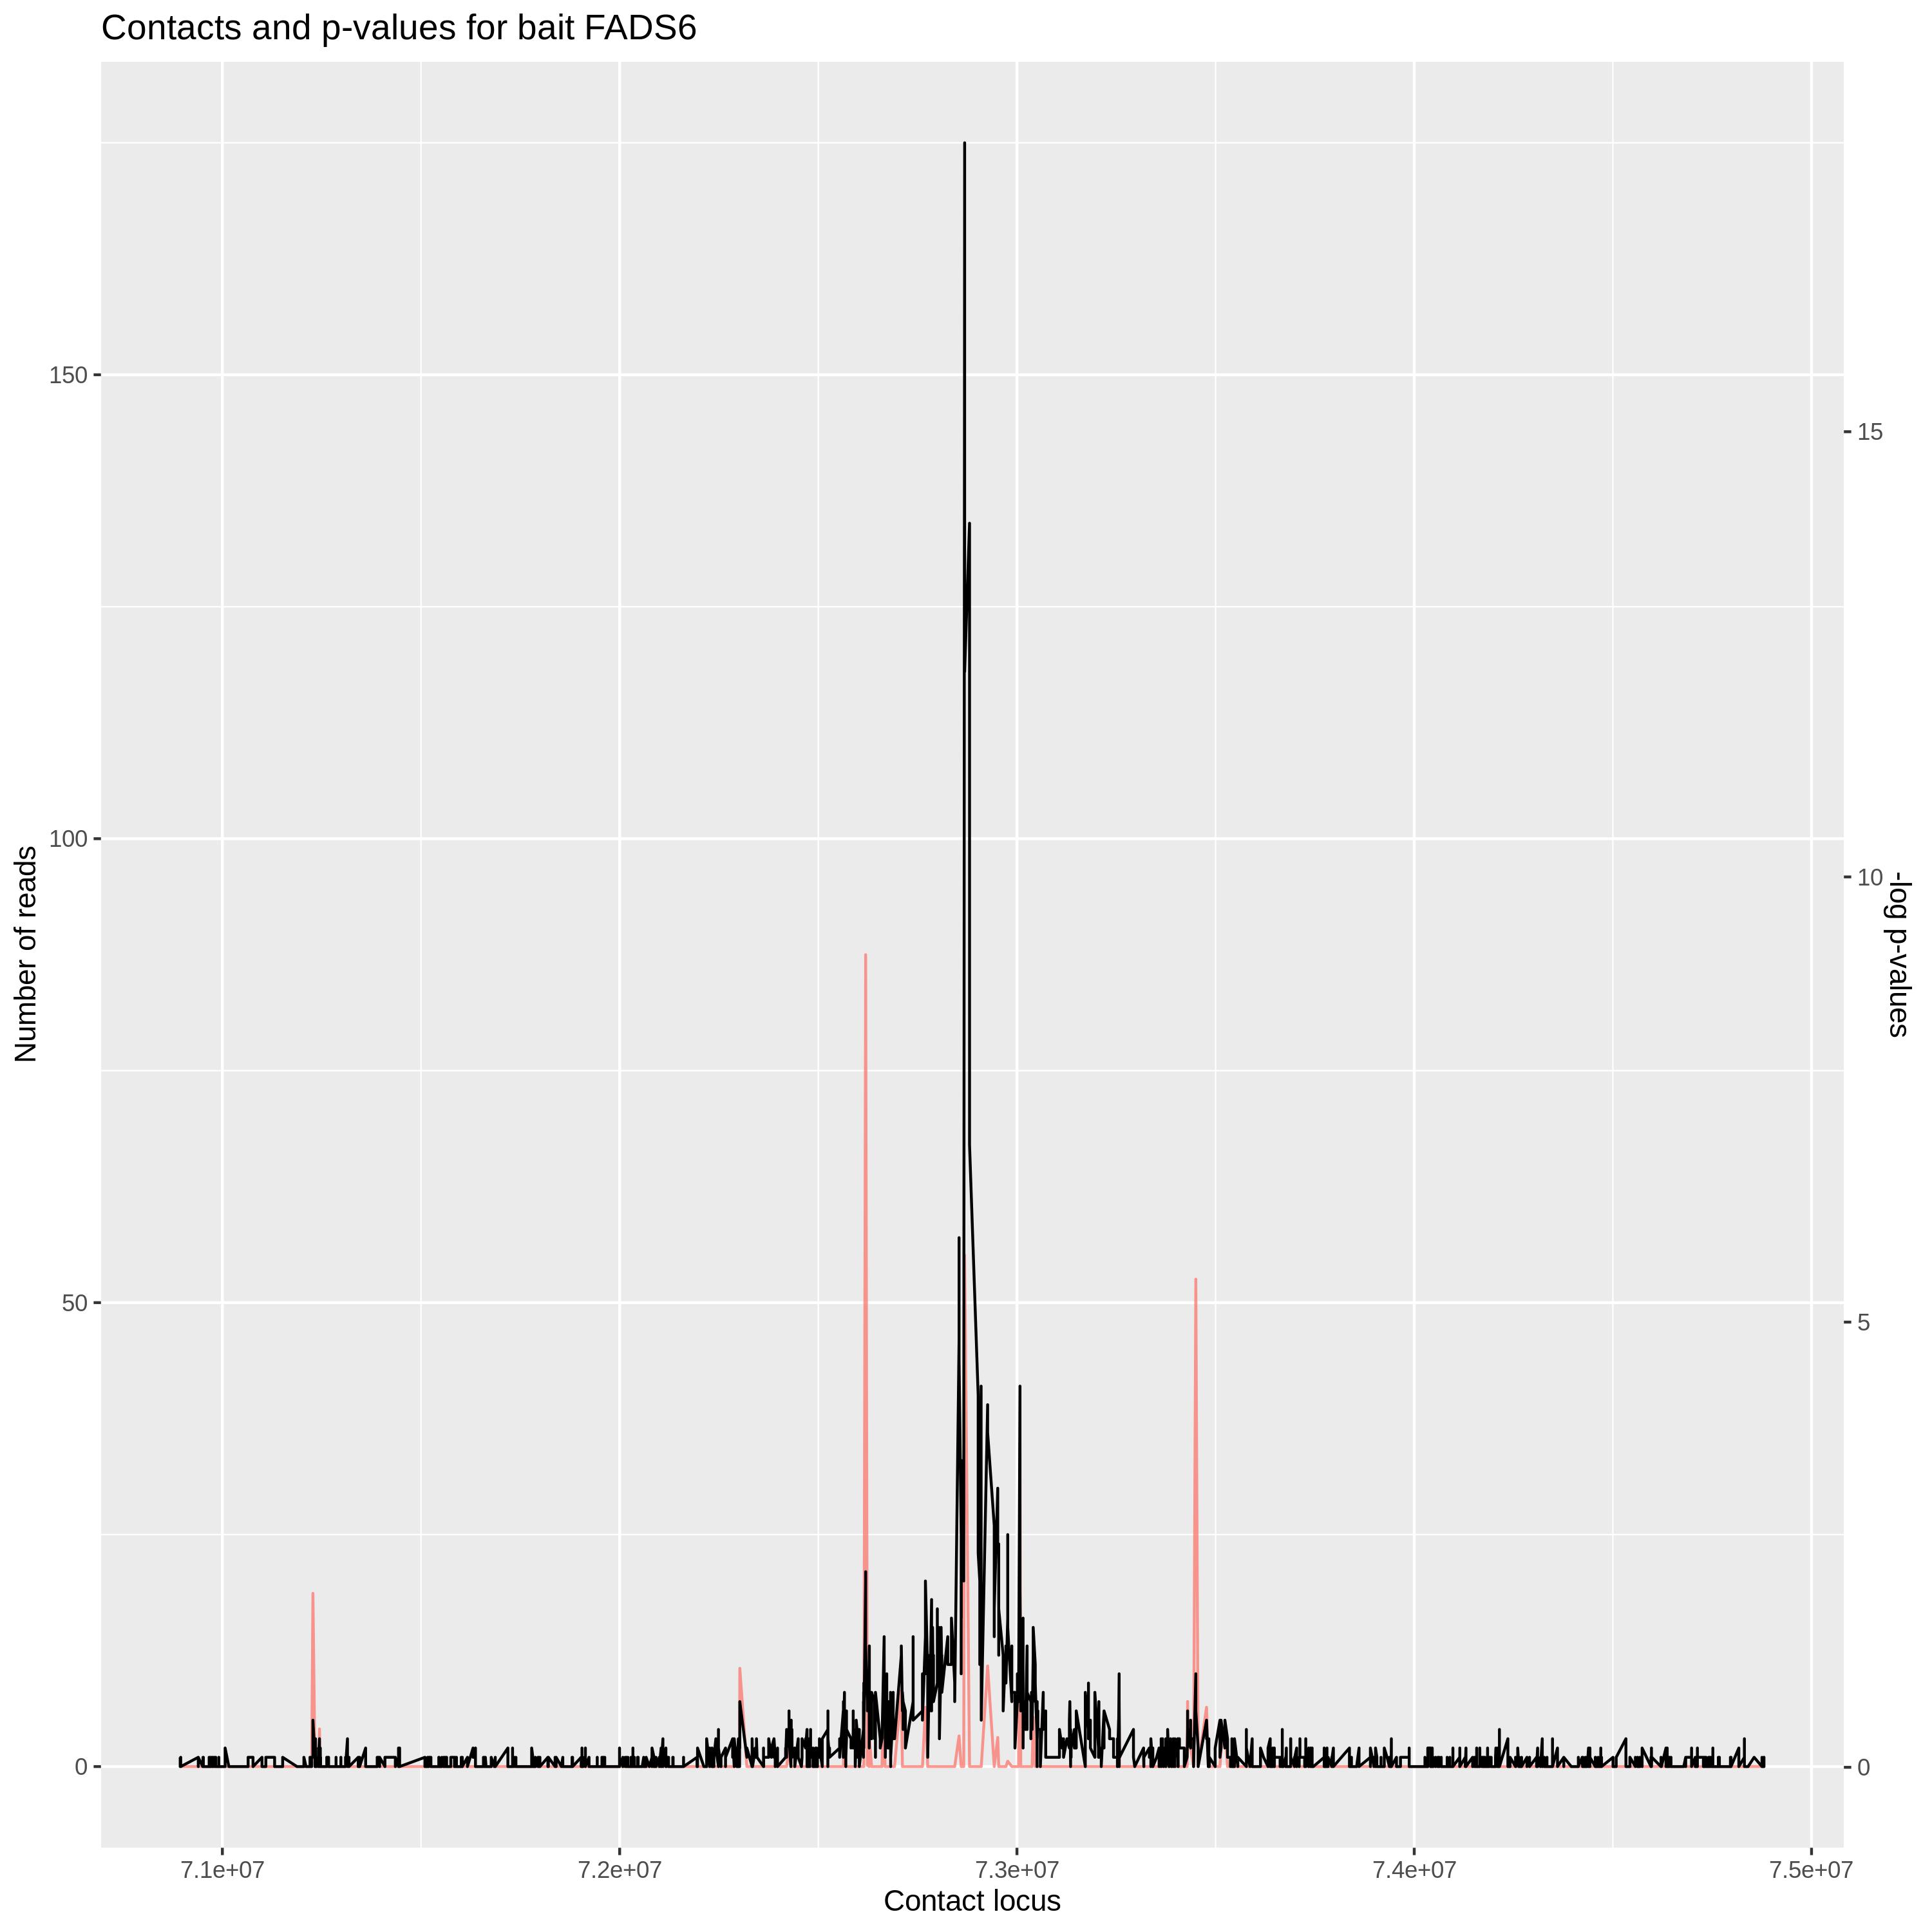 Contacts and p-values for bait FADS6
150
100
50
0
Number of reads
15
10
5
0
-log p-values
7.1e+07
7.2e+07
7.3e+07
7.4e+07
7.5e+07
Contact locus